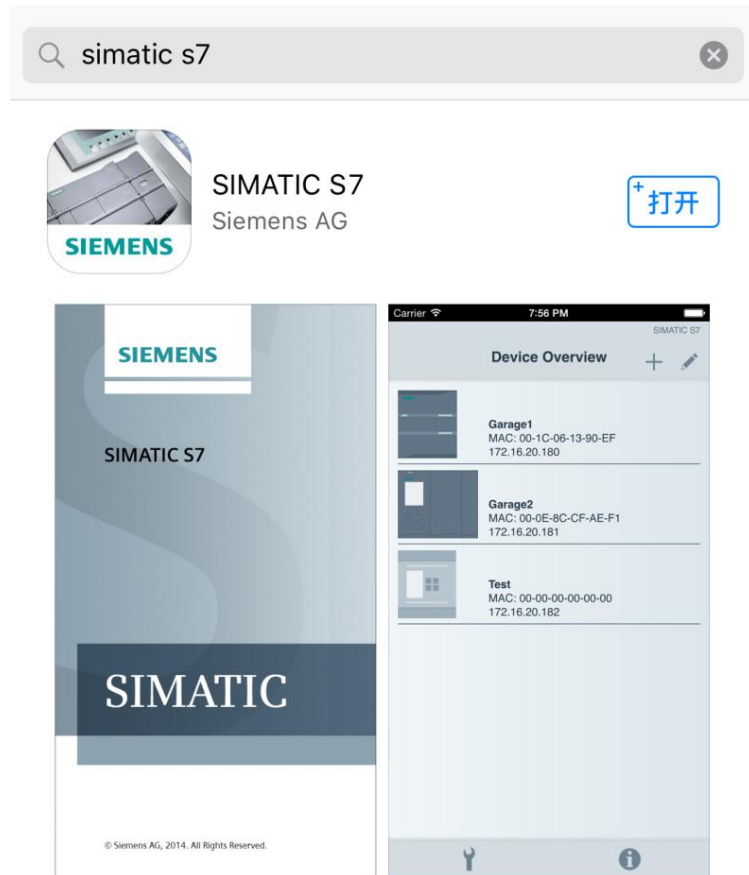 simatic s7
SIMATIC S7
Siemens AG
+打开
SIEMENS
SIEMENS
SIMATIC S7
SIMATIC
© Siemens AG, 2014. All Rights Reserved.
Carrier 7:56 PM
SIMATIC S7
Device Overview
Garage1
MAC: 00-1C-06-13-90-EF
172.16.20.180
Garage2
MAC: 00-0E-8C-CF-AE-F1
172.16.20.181
Test
MAC: 00-00-00-00-00-00
172.16.20.182